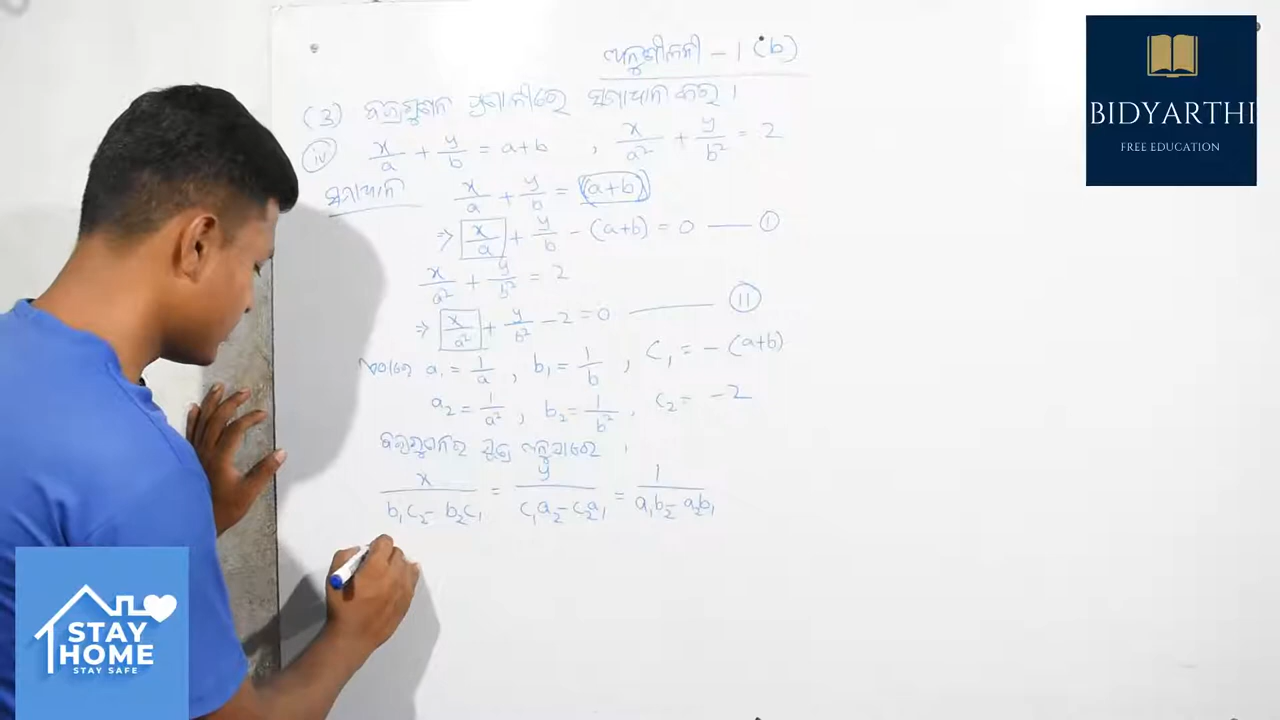 ଅନୁଶୀଳନୀ – 1 (b)
(3) ବଜ୍ରଗୁଣନ ପ୍ରଣାଳୀରେ ସମାଧାନ କର ।
(iv) x/a + y/b = a+b , x/a² + y/b² = 2
ସମାଧାନ x/a + y/b = (a+b)
⇒ x/a + y/b – (a+b) = 0 —— (I)
x/a² + y/b² = 2
⇒ x/a² + y/b² – 2 = 0 —— (II)
ଏଠାରେ a₁ = 1/a , b₁ = 1/b , c₁ = – (a+b)
a₂ = 1/a² , b₂ = 1/b² , c₂ = – 2
ବଜ୍ରଗୁଣନର ସୂତ୍ର ଅନୁସାରେ ।
x/(b₁c₂ – b₂c₁) = y/(c₁a₂ – c₂a₁) = 1/(a₁b₂ – a₂b₁)
BIDYARTHI
FREE EDUCATION
STAY
HOME
STAY SAFE